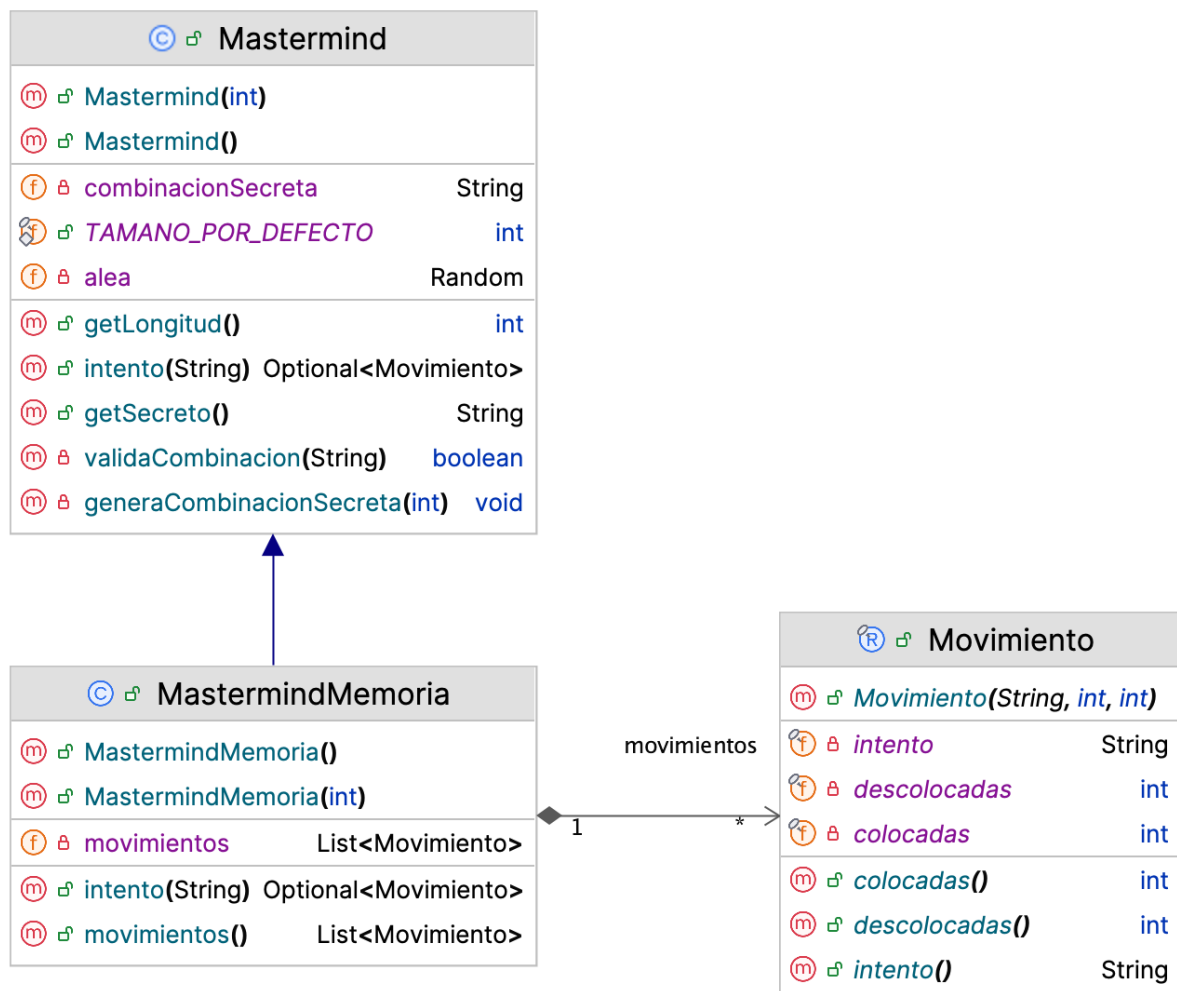 Mastermind
Mastermind(int)
Mastermind()
combinacionSecreta String
TAMANO_POR_DEFECTO int
alea Random
getLongitud() int
intento(String) Optional<Movimiento>
getSecreto() String
validaCombinacion(String) boolean
generaCombinacionSecreta(int) void
MastermindMemoria
MastermindMemoria()
MastermindMemoria(int)
movimientos List<Movimiento>
intento(String) Optional<Movimiento>
movimientos() List<Movimiento>
movimientos
1 *
Movimiento
Movimiento(String, int, int)
intento String
descolocadas int
colocadas int
colocadas() int
descolocadas() int
intento() String